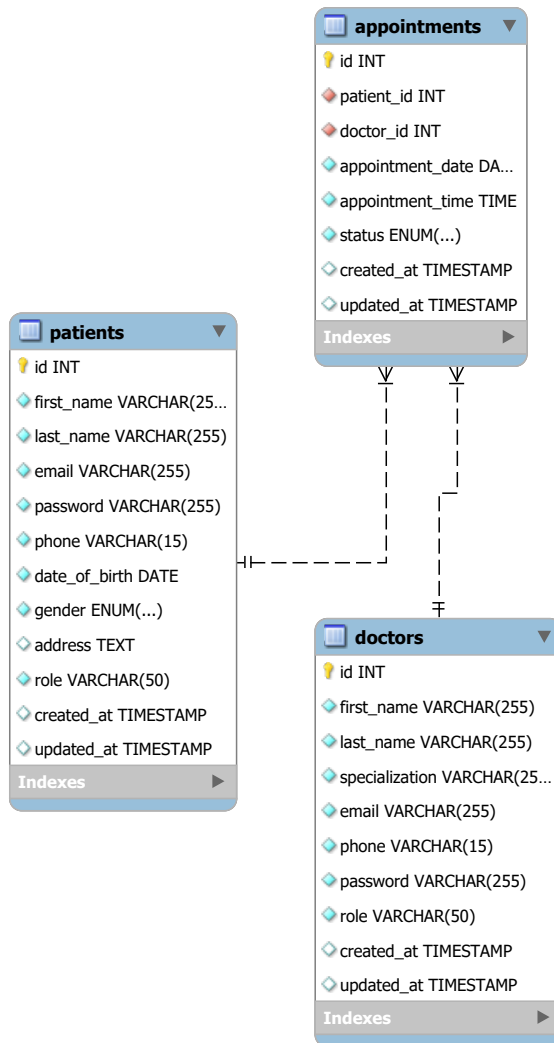 appointments
id INT
patient_id INT
doctor_id INT
appointment_date DA...
appointment_time TIME
status ENUM(...)
created_at TIMESTAMP
updated_at TIMESTAMP
Indexes
patients
id INT
first_name VARCHAR(25...
last_name VARCHAR(255)
email VARCHAR(255)
password VARCHAR(255)
phone VARCHAR(15)
date_of_birth DATE
gender ENUM(...)
address TEXT
role VARCHAR(50)
created_at TIMESTAMP
updated_at TIMESTAMP
Indexes
doctors
id INT
first_name VARCHAR(255)
last_name VARCHAR(255)
specialization VARCHAR(25...
email VARCHAR(255)
phone VARCHAR(15)
password VARCHAR(255)
role VARCHAR(50)
created_at TIMESTAMP
updated_at TIMESTAMP
Indexes